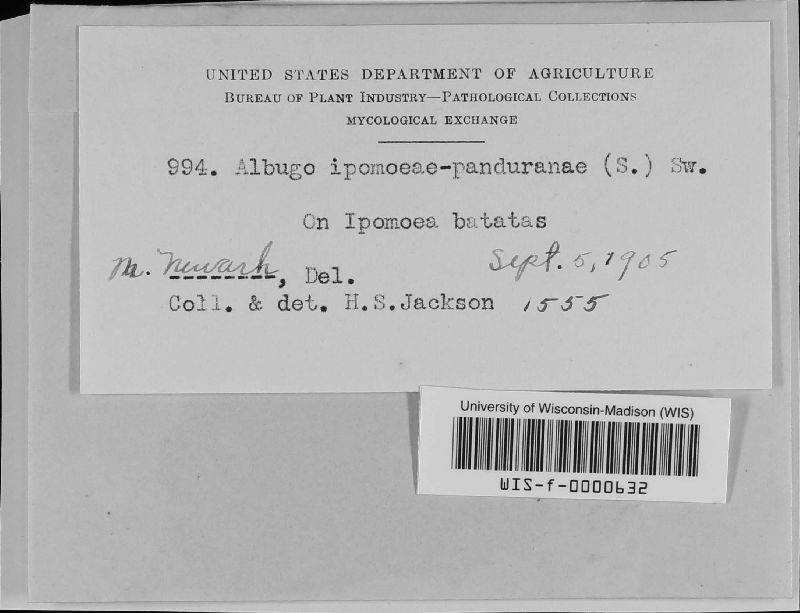 UNITED STATES DEPARTMENT OF AGRICULTURE
BUREAU OF PLANT INDUSTRY—PATHOLOGICAL COLLECTIONS
MYCOLOGICAL EXCHANGE
994. Albugo ipomoeae-panduranae (S.) Sw.
On Ipomoea batatas
Nr. Newark, Del. Sept. 5, 1905
Coll. & det. H.S.Jackson 1555
University of Wisconsin-Madison (WIS)
WIS-f-0000632